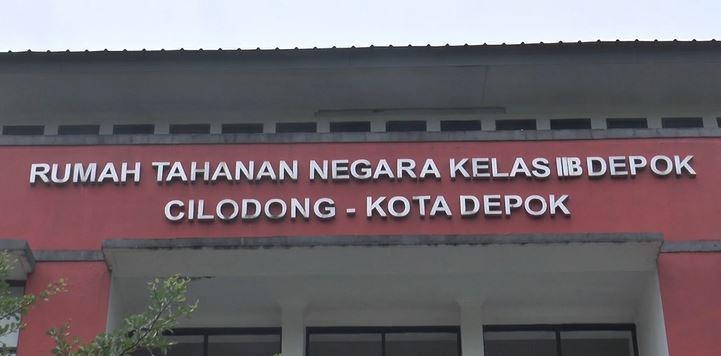 RUMAH TAHANAN NEGARA KELAS IIB DEPOK
CILODONG - KOTA DEPOK